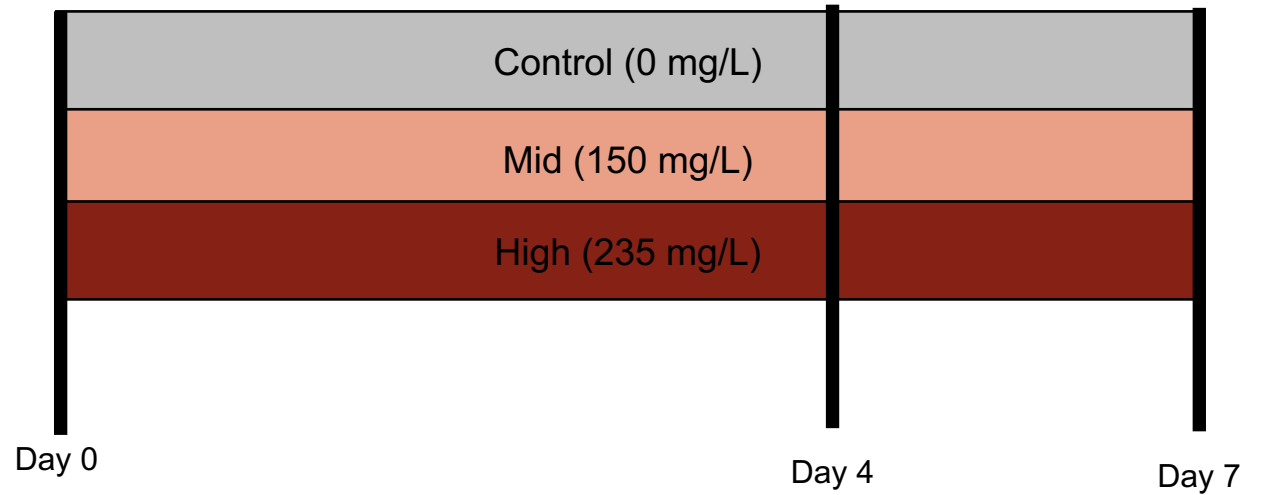 Control (0 mg/L)
Mid (150 mg/L)
High (235 mg/L)
Day 0
Day 4
Day 7